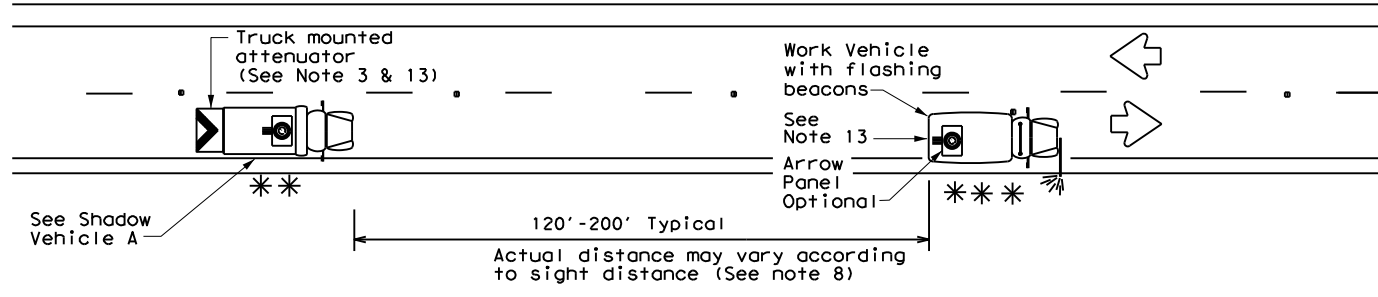 Truck mounted
attenuator
(See Note 3 & 13)
Work Vehicle
with flashing
beacons
See
Note 13
Arrow
Panel
Optional
See Shadow
Vehicle A
120'-200' Typical
Actual distance may vary according
to sight distance (See note 8)